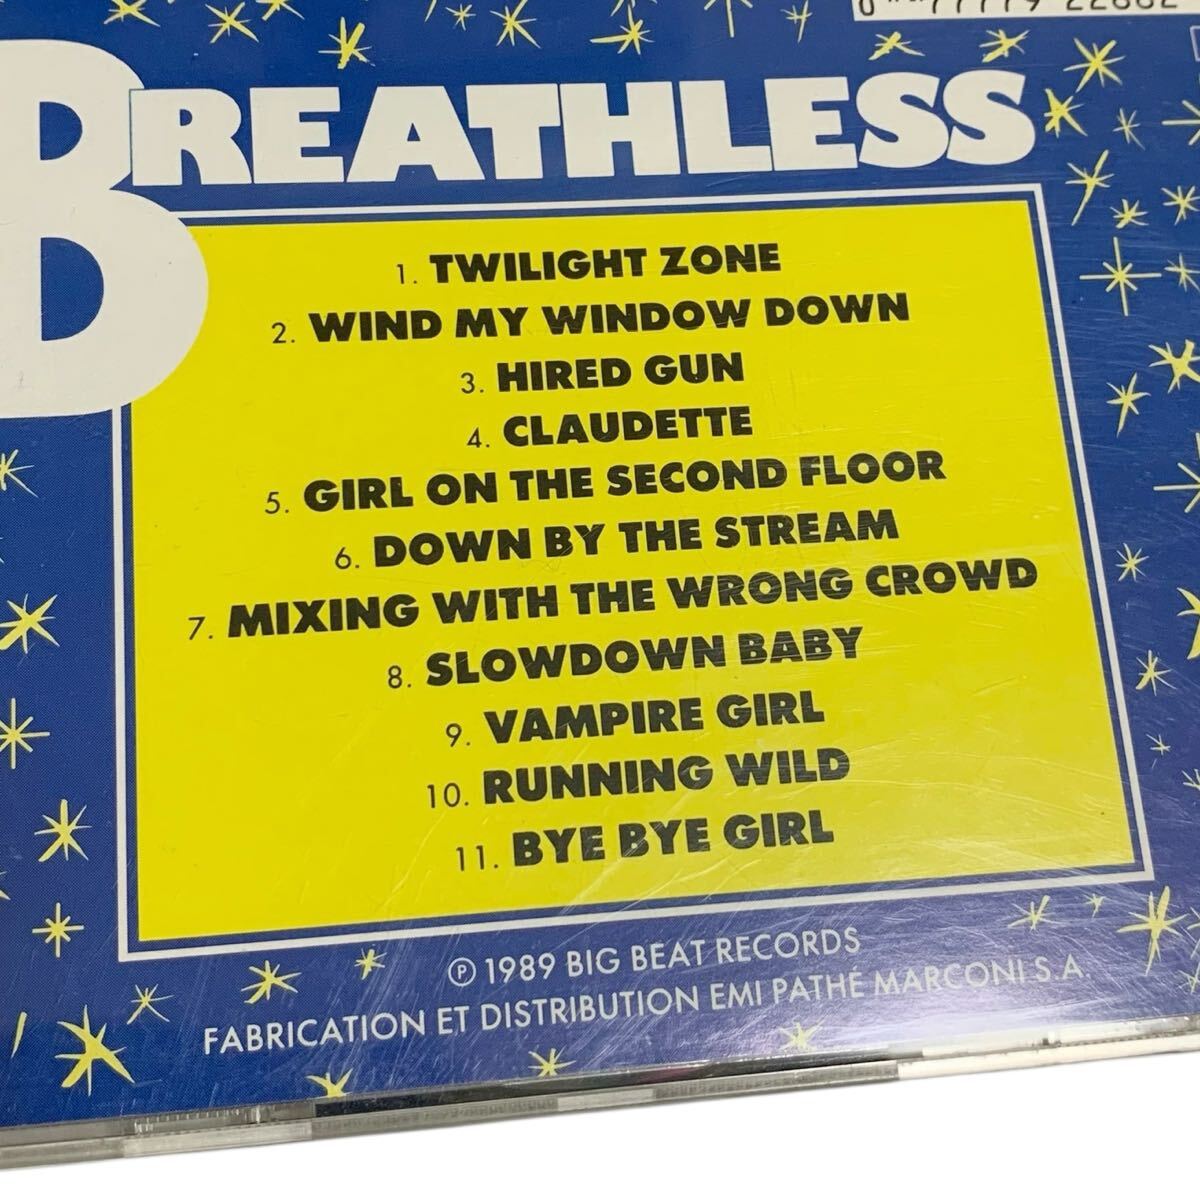 BREATHLESS
1. TWILIGHT ZONE
2. WIND MY WINDOW DOWN
3. HIRED GUN
4. CLAUDETTE
5. GIRL ON THE SECOND FLOOR
6. DOWN BY THE STREAM
7. MIXING WITH THE WRONG CROWD
8. SLOWDOWN BABY
9. VAMPIRE GIRL
10. RUNNING WILD
11. BYE BYE GIRL
℗ 1989 BIG BEAT RECORDS
FABRICATION ET DISTRIBUTION EMI PATHÉ MARCONI S.A.